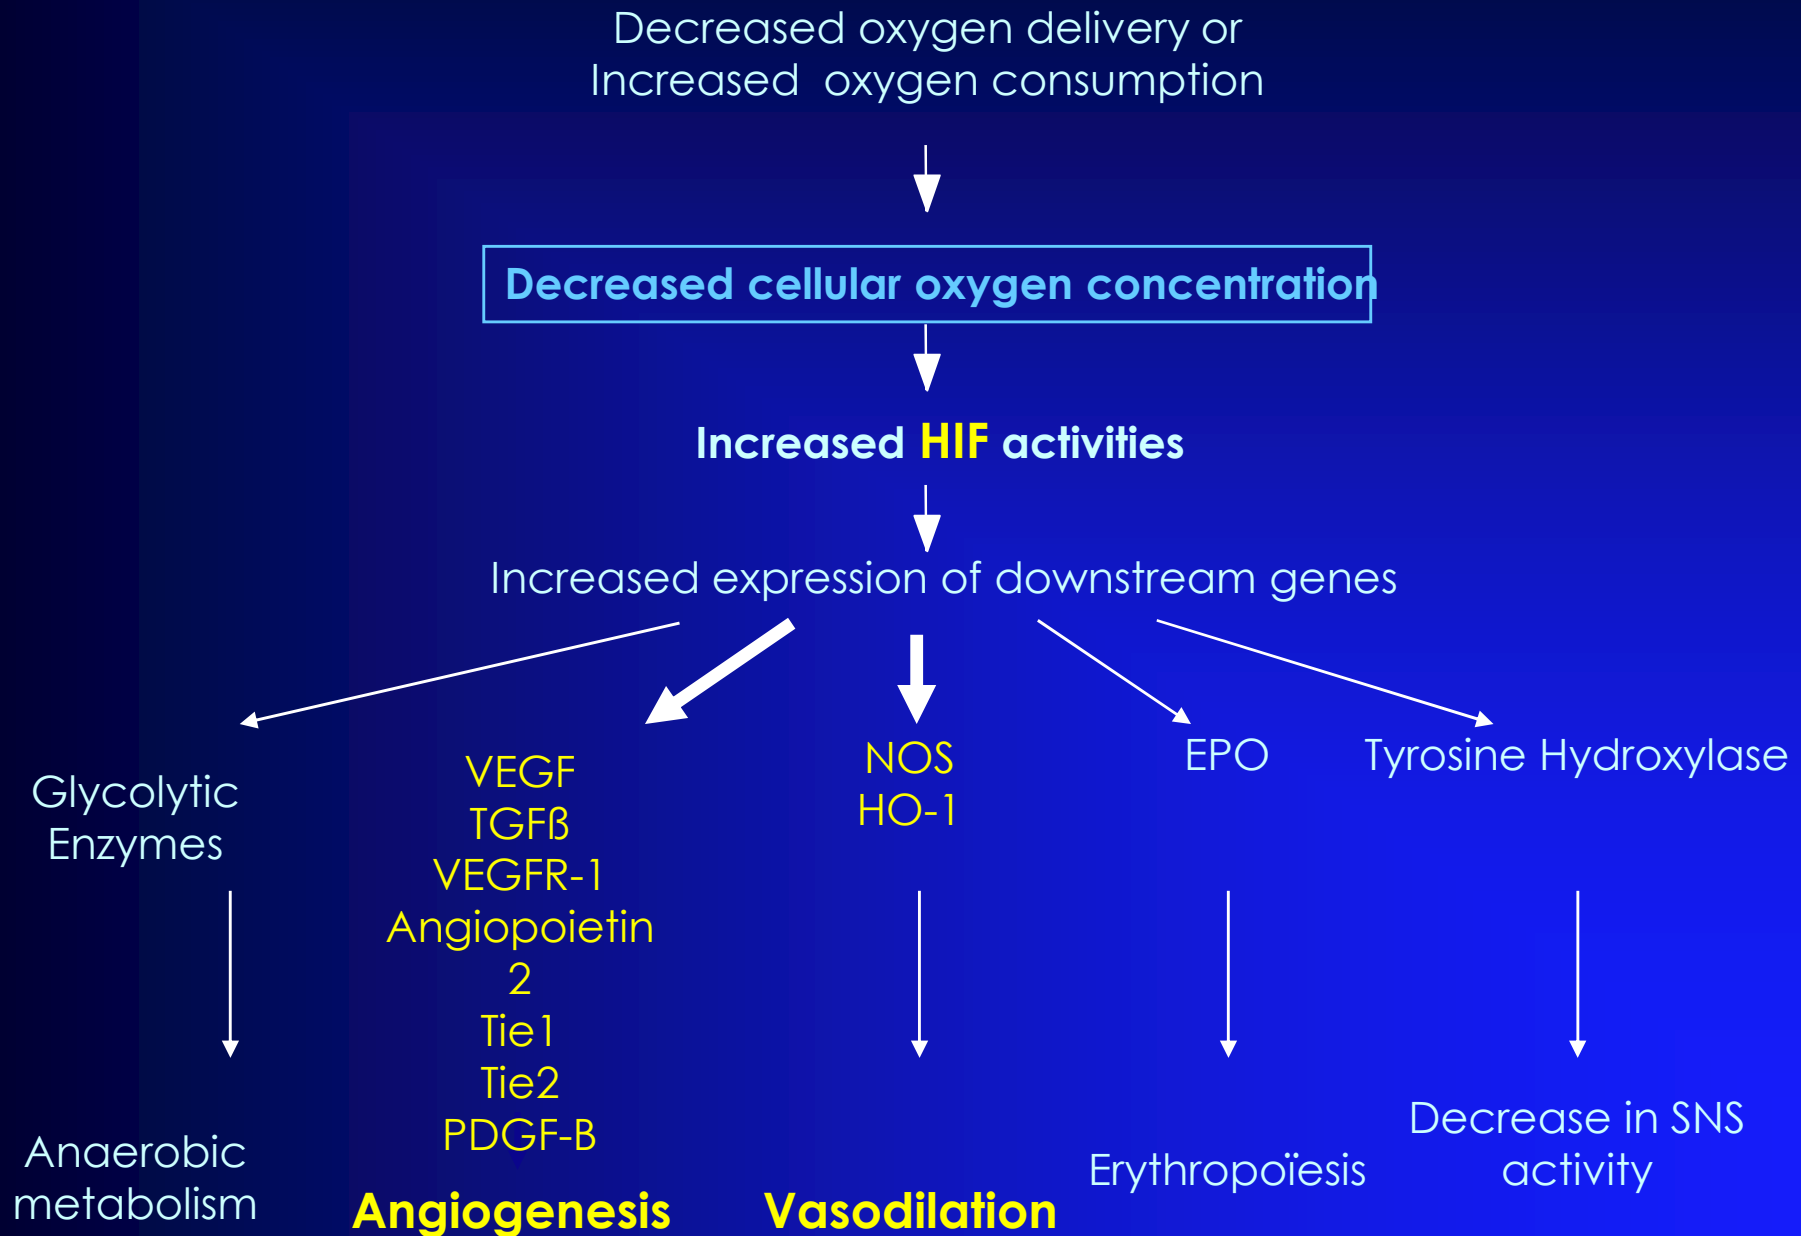 Decreased oxygen delivery or
Increased oxygen consumption
Decreased cellular oxygen concentration
Increased HIF activities
Increased expression of downstream genes
Glycolytic
Enzymes
VEGF
TGFß
VEGFR-1
Angiopoietin
2
Tie1
Tie2
PDGF-B
NOS
HO-1
EPO
Tyrosine Hydroxylase
Anaerobic
metabolism
Angiogenesis
Vasodilation
Erythropoïesis
Decrease in SNS
activity